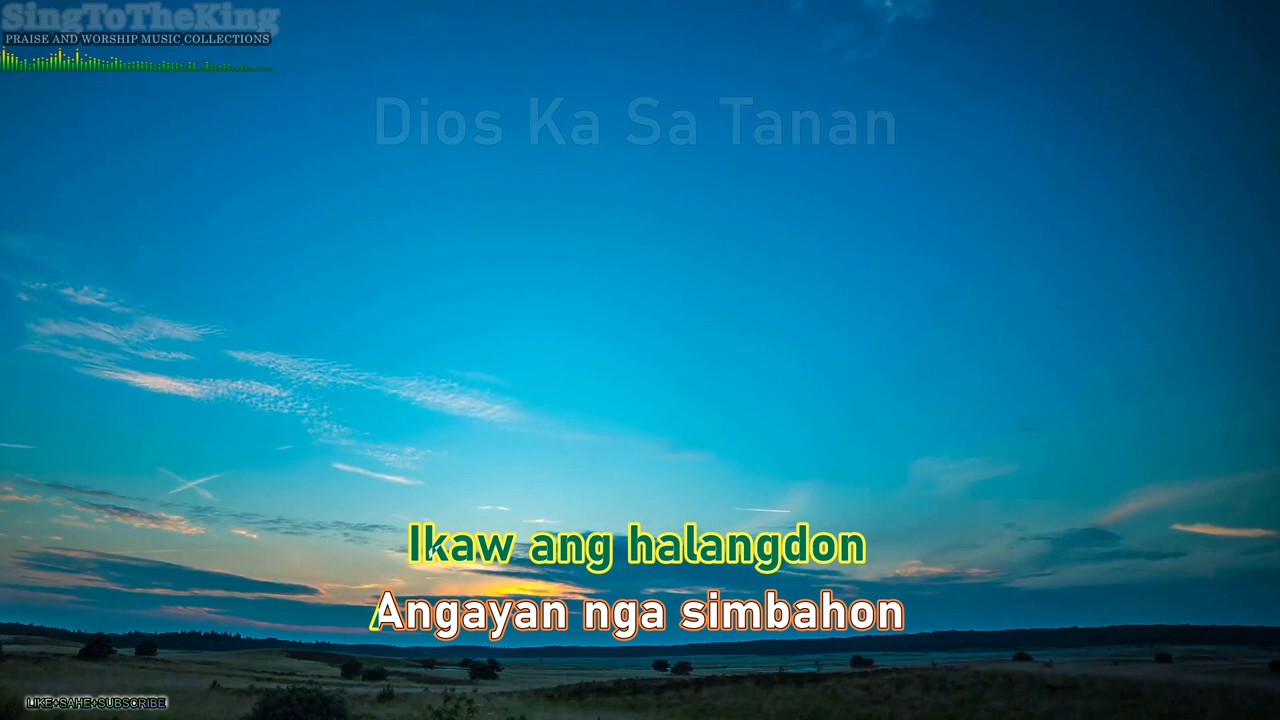 SingToTheKing
PRAISE AND WORSHIP MUSIC COLLECTIONS
Dios Ka Sa Tanan
Ikaw ang halangdon
Angayan nga simbahon
LIKE+SAHE+SUBSCRIBE